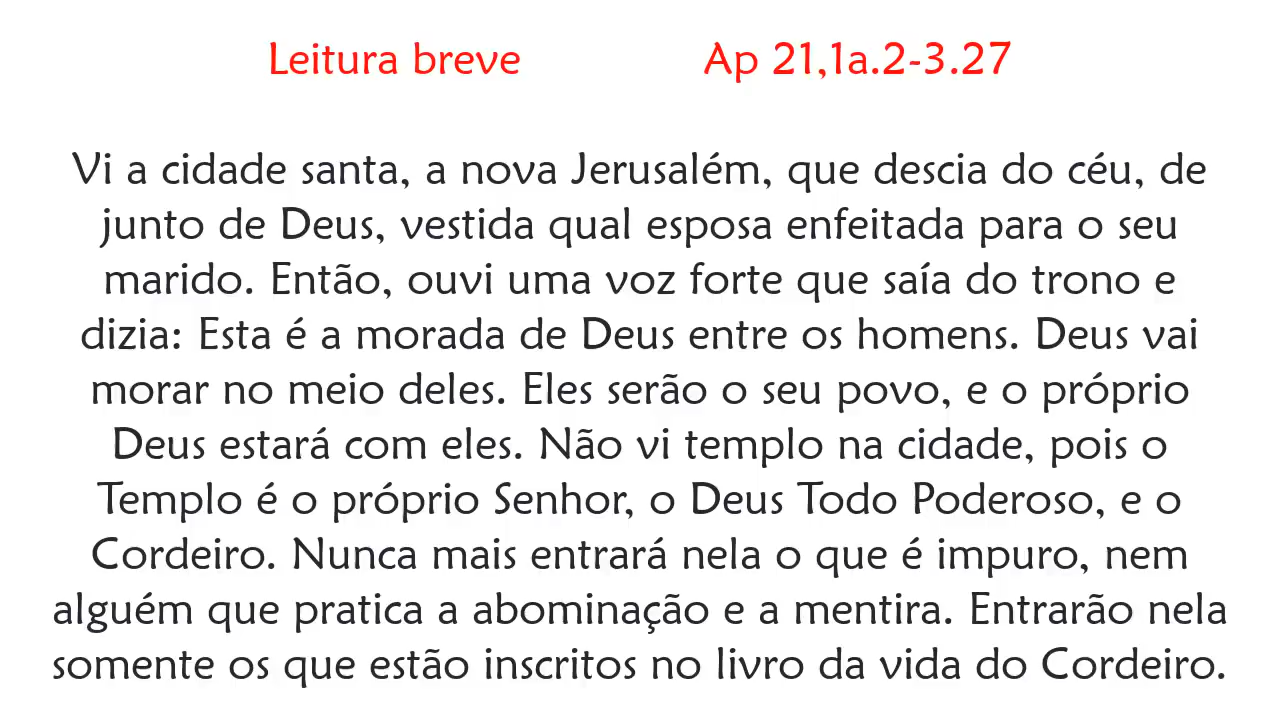 Leitura breve Ap 21,1a.2-3.27
Vi a cidade santa, a nova Jerusalém, que descia do céu, de
junto de Deus, vestida qual esposa enfeitada para o seu
marido. Então, ouvi uma voz forte que saía do trono e
dizia: Esta é a morada de Deus entre os homens. Deus vai
morar no meio deles. Eles serão o seu povo, e o próprio
Deus estará com eles. Não vi templo na cidade, pois o
Templo é o próprio Senhor, o Deus Todo Poderoso, e o
Cordeiro. Nunca mais entrará nela o que é impuro, nem
alguém que pratica a abominação e a mentira. Entrarão nela
somente os que estão inscritos no livro da vida do Cordeiro.